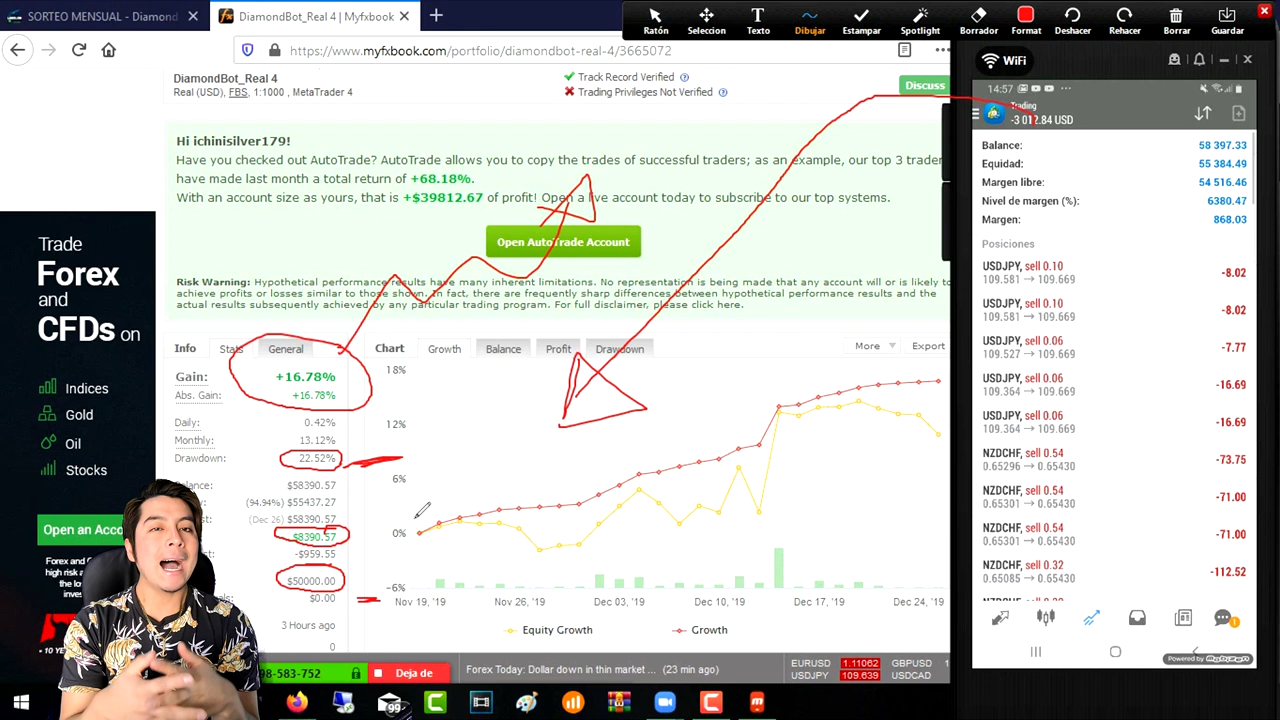 SORTEO MENSUAL - Diamond
DiamondBot_Real 4 | Myfxbook
Ratón
Selección
Texto
Dibujar
Estampar
Spotlight
Borrador
Format
Deshacer
Rehacer
Borrar
Guardar
https://www.myfxbook.com/portfolio/diamondbot-real-4/3665072
DiamondBot_Real 4
Real (USD), FBS, 1:1000 , MetaTrader 4
Track Record Verified
Trading Privileges Not Verified
Discuss
Hi ichinisilver179!
Have you checked out AutoTrade? AutoTrade allows you to copy the trades of successful traders; as an example, our top 3 trader
have made last month a total return of +68.18%.
With an account size as yours, that is +$39812.67 of profit! Open a live account today to subscribe to our top systems.
Open AutoTrade Account
Risk Warning: Hypothetical performance results have many inherent limitations. No representation is being made that any account will or is likely to
achieve profits or losses similar to those shown. In fact, there are frequently sharp differences between hypothetical performance results and the
actual results subsequently achieved by any particular trading program. For full disclaimer, please click here.
Info
Stats
General
Gain: +16.78%
Abs. Gain: +16.78%
Daily: 0.42%
Monthly: 13.12%
Drawdown: 22.52%
Balance: $58390.57
(94.94%) $55437.27
(Dec 26) $58390.57
$8390.57
-$959.55
$50000.00
$0.00
3 Hours ago
0
Chart
Growth
Balance
Profit
Drawdown
More
Export
18%
12%
6%
0%
-6%
Nov 19, '19
Nov 26, '19
Dec 03, '19
Dec 10, '19
Dec 17, '19
Dec 24, '19
Equity Growth
Growth
Trade
Forex
and
CFDs on
Indices
Gold
Oil
Stocks
Open an Acco
Forex and C
high risk a
the l
inves
98-583-752
Deja de
Forex Today: Dollar down in thin market ... (23 min ago)
EURUSD 1.11062 GBPUSD
USDJPY 109.639 USDCAD
WiFi
14:57
Trading
-3 012.84 USD
Balance: 58 397.33
Equidad: 55 384.49
Margen libre: 54 516.46
Nivel de margen (%): 6380.47
Margen: 868.03
Posiciones
USDJPY, sell 0.10
109.581 → 109.669
-8.02
USDJPY, sell 0.10
109.581 → 109.669
-8.02
USDJPY, sell 0.06
109.527 → 109.669
-7.77
USDJPY, sell 0.06
109.364 → 109.669
-16.69
USDJPY, sell 0.06
109.364 → 109.669
-16.69
NZDCHF, sell 0.54
0.65296 → 0.65430
-73.75
NZDCHF, sell 0.54
0.65301 → 0.65430
-71.00
NZDCHF, sell 0.54
0.65301 → 0.65430
-71.00
NZDCHF, sell 0.32
0.65085 → 0.65430
-112.52
1
Powered by Mobizen
99